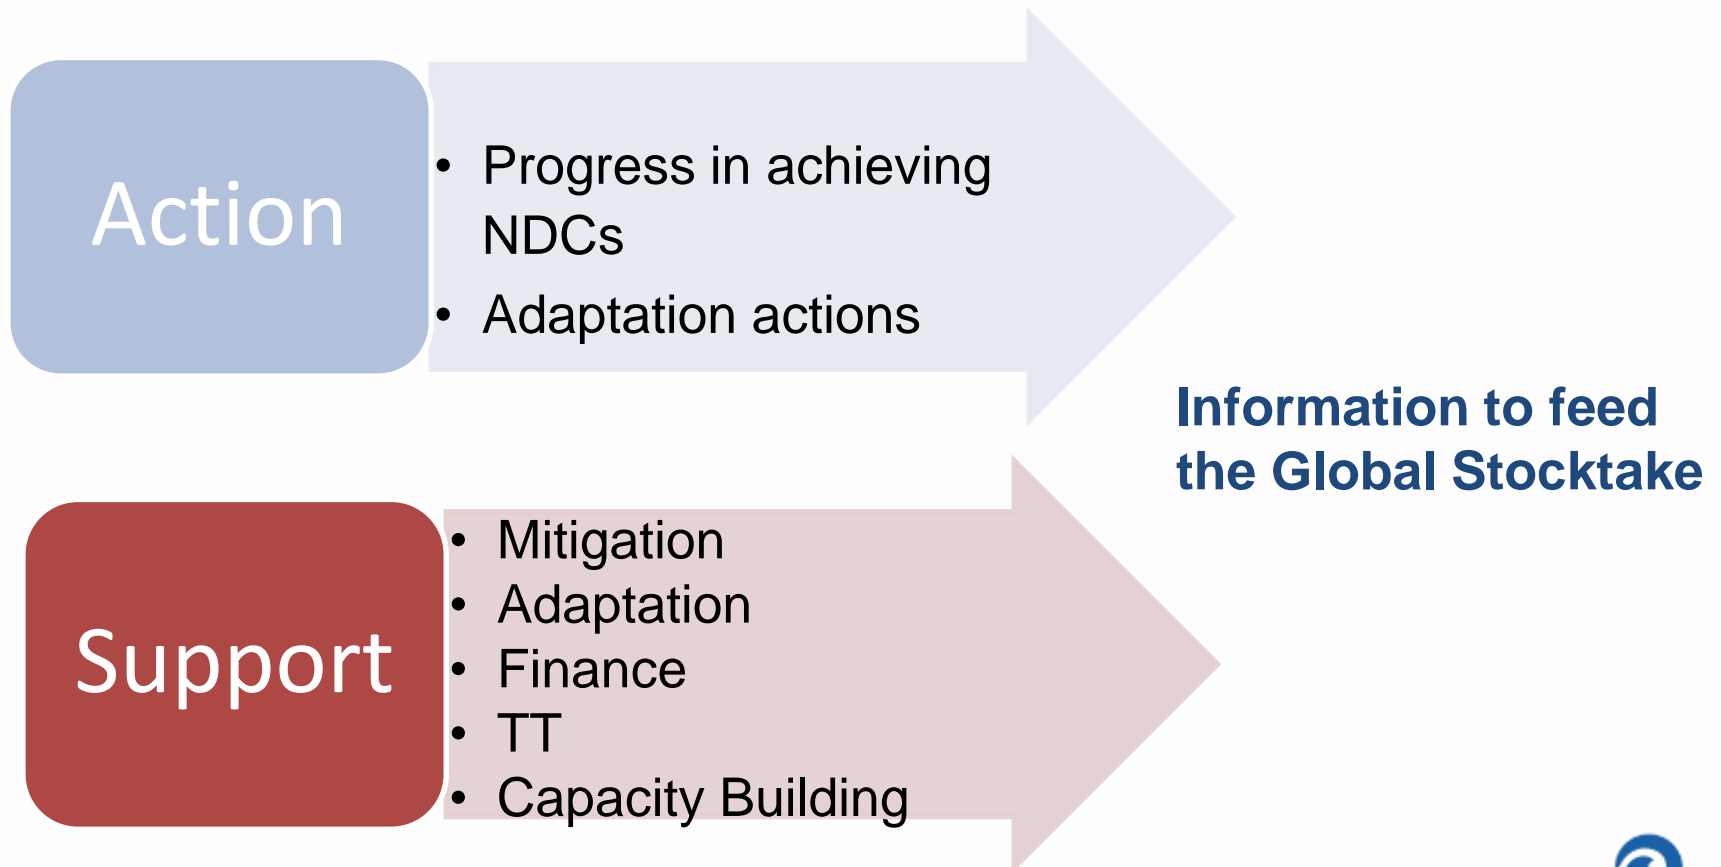 Action
• Progress in achieving
NDCs
• Adaptation actions
Information to feed
the Global Stocktake
Support
• Mitigation
• Adaptation
• Finance
• TT
• Capacity Building